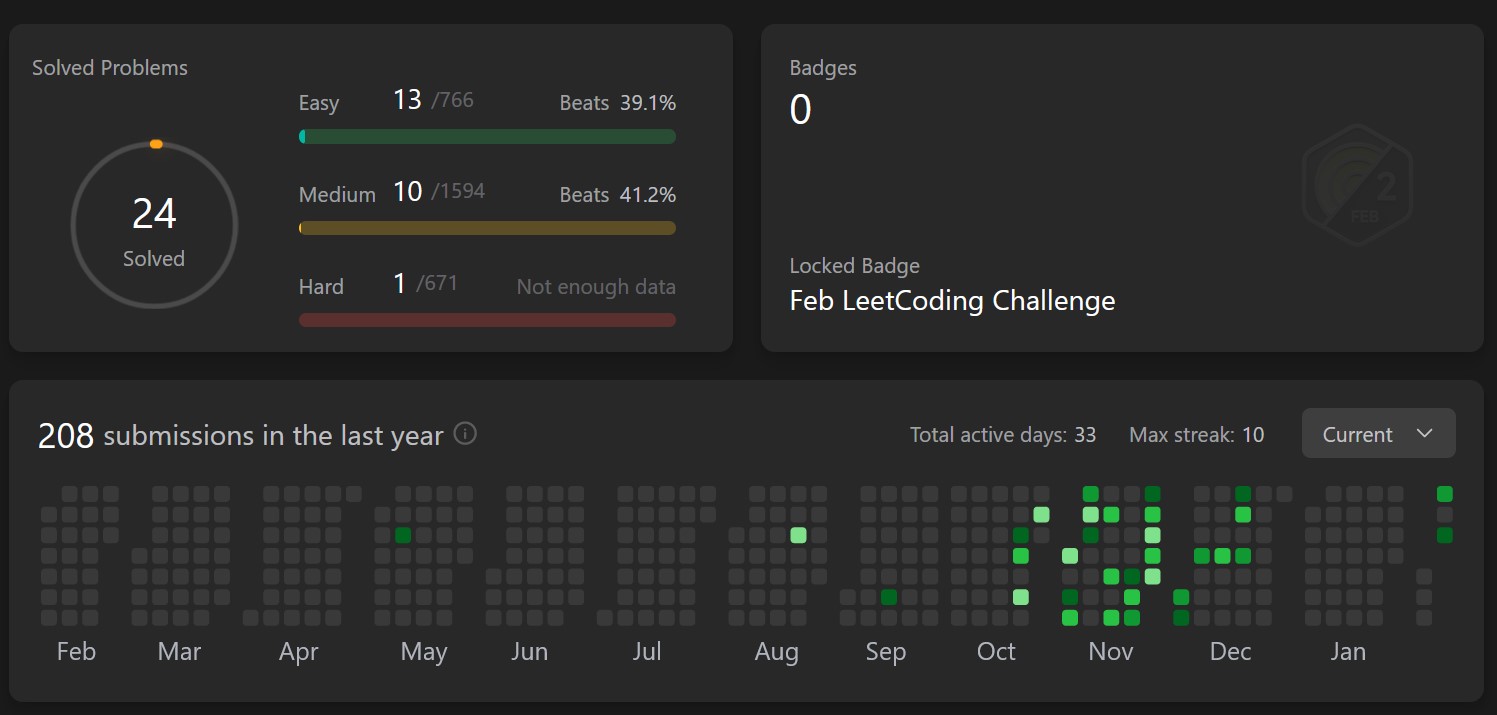 Solved Problems
24
Solved
Easy 13 /766 Beats 39.1%
Medium 10 /1594 Beats 41.2%
Hard 1 /671 Not enough data
Badges
0
2
FEB
Locked Badge
Feb LeetCoding Challenge
208 submissions in the last year
Total active days: 33 Max streak: 10 Current
Feb Mar Apr May Jun Jul Aug Sep Oct Nov Dec Jan